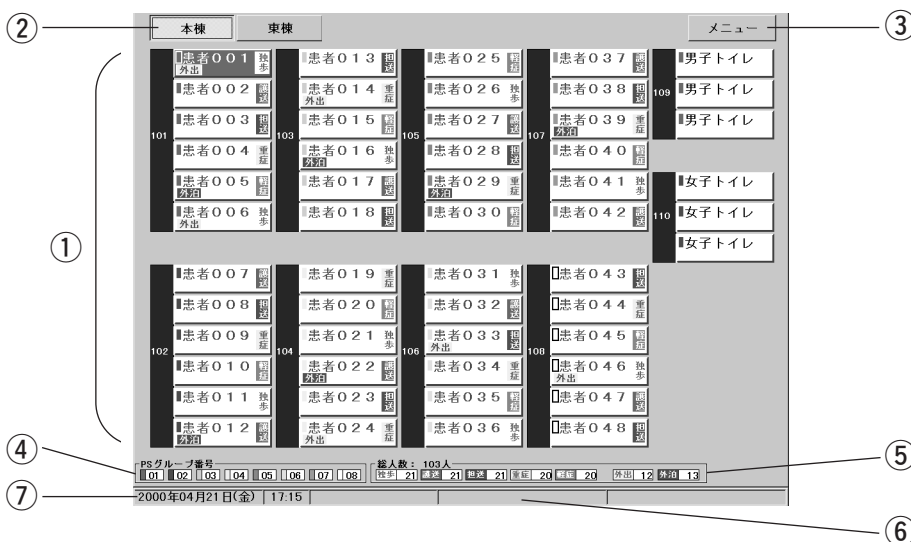 ② 本棟 東棟 メニュー ③
①
101
患者001 独歩
外出
患者002 護送
患者003 担送
患者004 重症
患者005 軽症
外泊
患者006 独歩
外出
103
患者013 担送
患者014 重症
外出
患者015 軽症
患者016 独歩
外泊
患者017 護送
患者018 担送
105
患者025 軽症
患者026 独歩
患者027 護送
患者028 担送
患者029 重症
外泊
患者030 軽症
107
患者037 護送
患者038 担送
患者039 重症
外泊
患者040 軽症
患者041 独歩
患者042 護送
109
男子トイレ
男子トイレ
男子トイレ
110
女子トイレ
女子トイレ
女子トイレ
102
患者007 護送
患者008 担送
患者009 重症
患者010 軽症
患者011 独歩
患者012 護送
外泊
104
患者019 重症
患者020 軽症
患者021 独歩
患者022 護送
外泊
患者023 担送
患者024 重症
外出
106
患者031 独歩
患者032 護送
患者033 担送
外出
患者034 重症
患者035 軽症
患者036 独歩
108
患者043 担送
患者044 重症
患者045 軽症
患者046 独歩
外出
患者047 護送
患者048 担送
④ PSグループ番号 総人数： 103人 ⑤
01 02 03 04 05 06 07 08 独歩 21 護送 21 担送 21 重症 20 軽症 20 外出 12 外泊 13
⑦ 2000年04月21日(金) 17:15
⑥